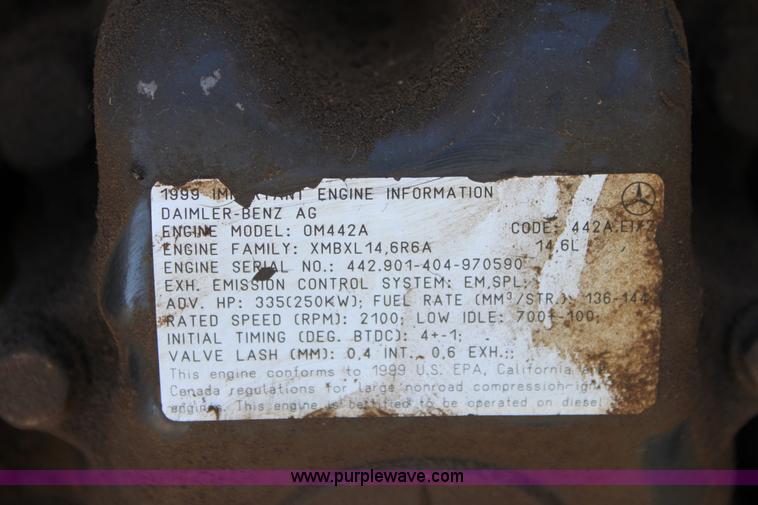 1999 IMPORTANT ENGINE INFORMATION
DAIMLER-BENZ AG
ENGINE MODEL: OM442A CODE: 442A.EI
ENGINE FAMILY: XMBXL14,6R6A 14,6L
ENGINE SERIAL NO.: 442.901-404-970590
EXH. EMISSION CONTROL SYSTEM: EM,SPL;
ADV. HP: 335(250KW); FUEL RATE (MM³/STR.): 136-144
RATED SPEED (RPM): 2100; LOW IDLE: 700+-100;
INITIAL TIMING (DEG. BTDC): 4+-1;
VALVE LASH (MM): 0,4 INT. 0,6 EXH.;
This engine conforms to 1999 U.S. EPA, California
Canada regulations for large nonroad compression-ign
engines. This engine is certified to be operated on diesel
www.purplewave.com